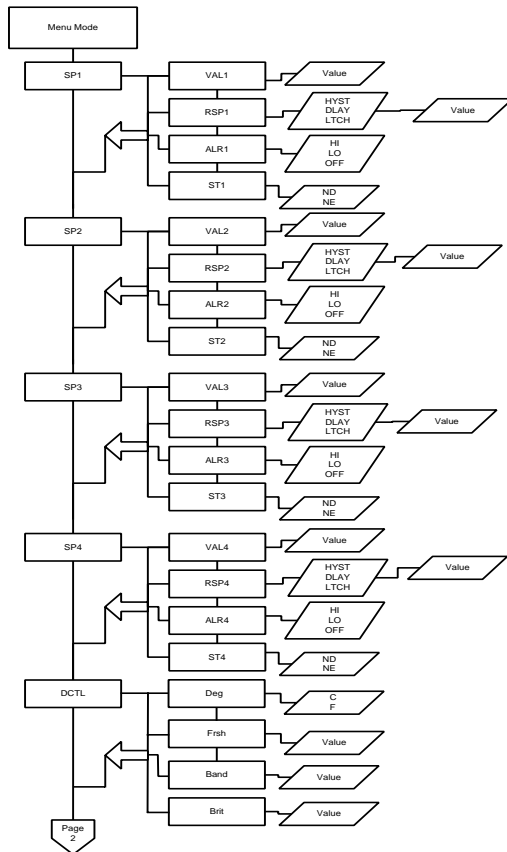 Menu Mode
SP1
VAL1
Value
RSP1
HYST
DLAY
LTCH
Value
ALR1
HI
LO
OFF
ST1
ND
NE
SP2
VAL2
Value
RSP2
HYST
DLAY
LTCH
Value
ALR2
HI
LO
OFF
ST2
ND
NE
SP3
VAL3
Value
RSP3
HYST
DLAY
LTCH
Value
ALR3
HI
LO
OFF
ST3
ND
NE
SP4
VAL4
Value
RSP4
HYST
DLAY
LTCH
Value
ALR4
HI
LO
OFF
ST4
ND
NE
DCTL
Deg
C
F
Frsh
Value
Band
Value
Brit
Value
Page
2